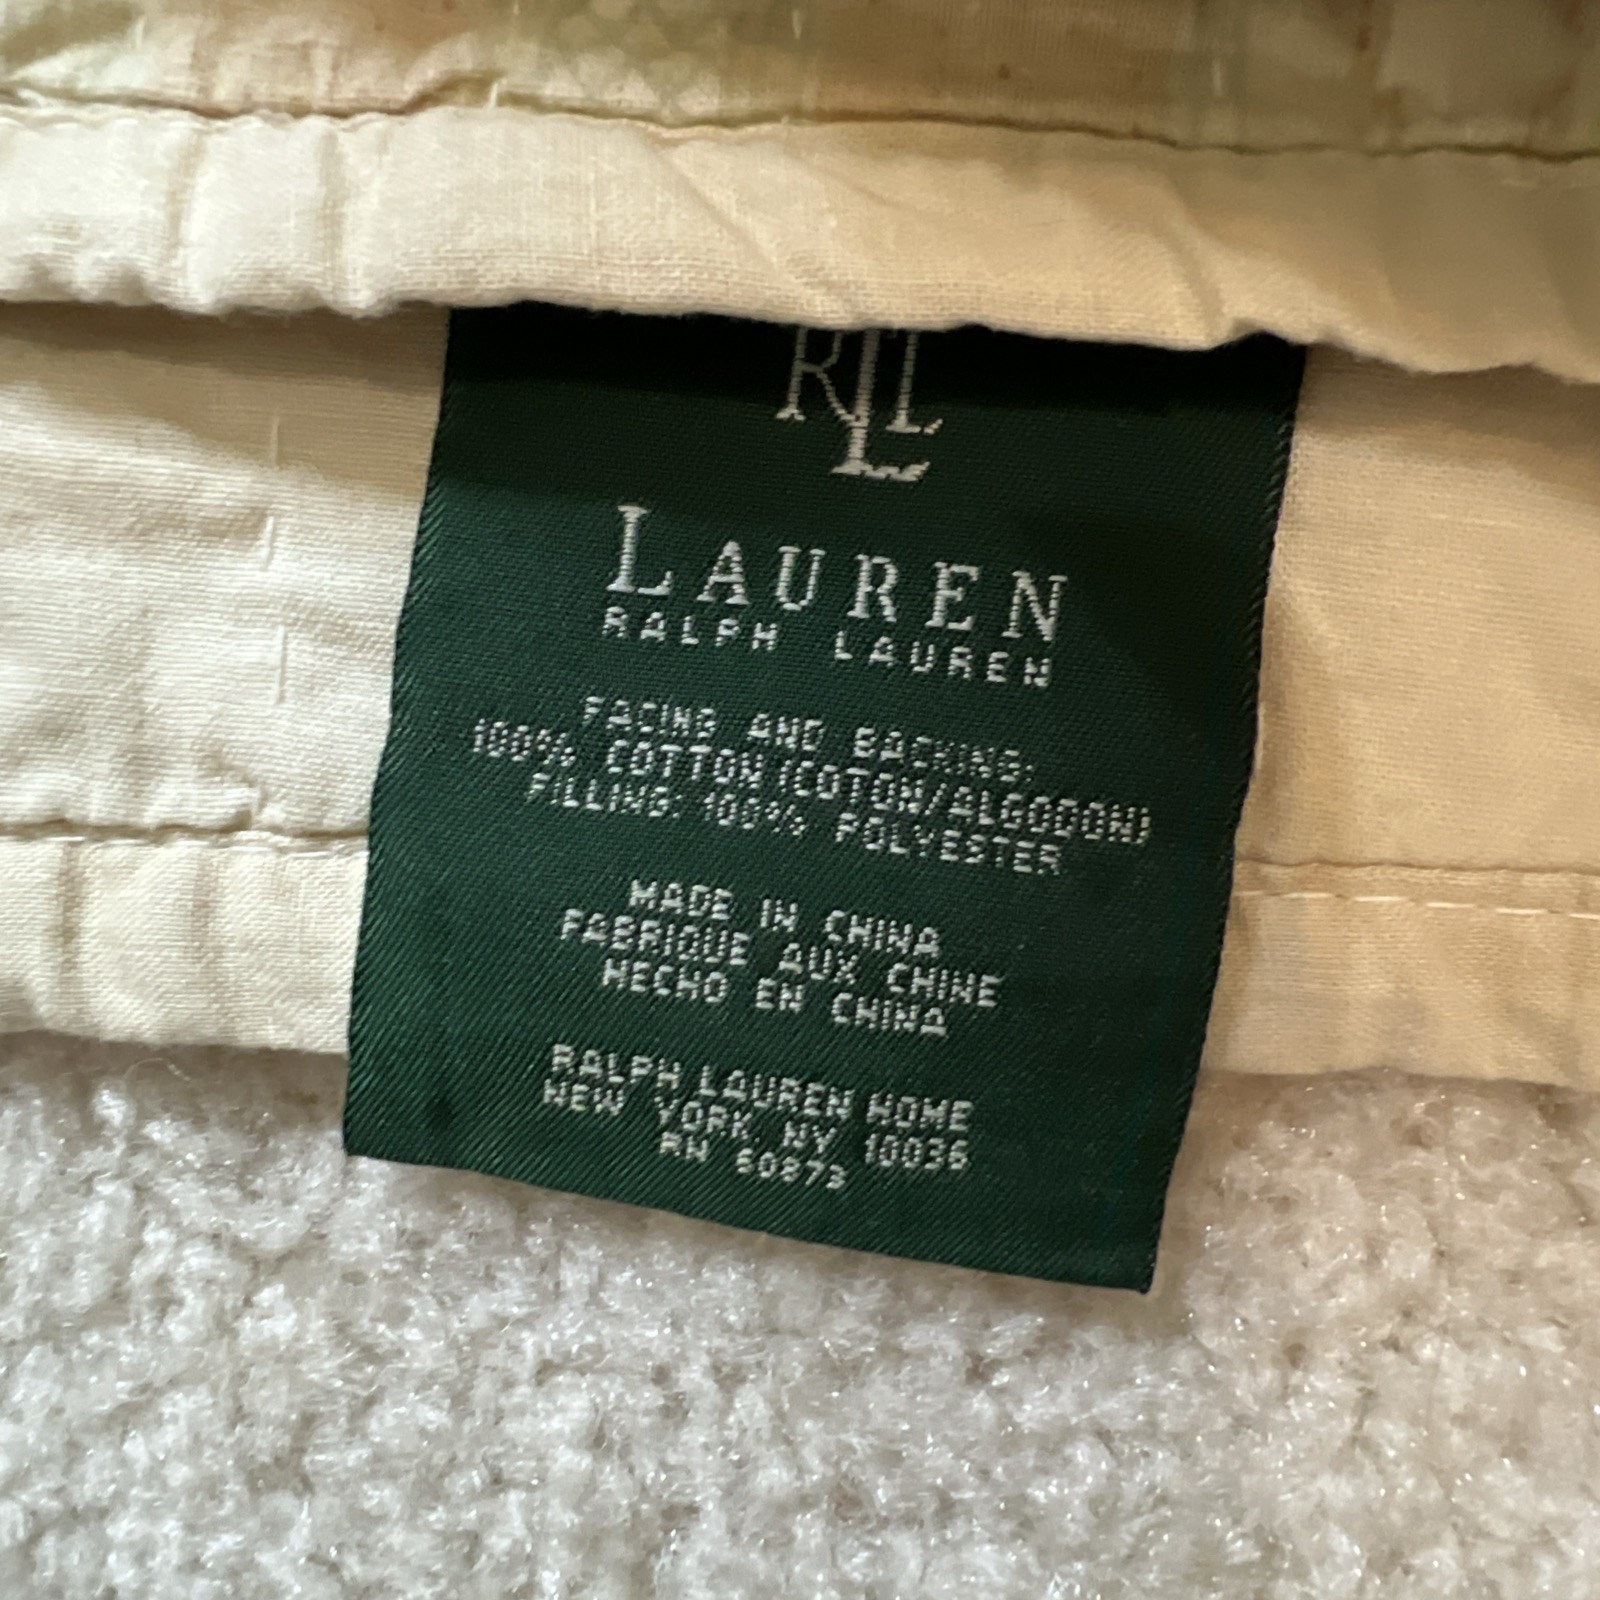 RLL
LAUREN
RALPH LAUREN
FACING AND BACKING:
100% COTTON (COTON/ALGODON)
FILLING: 100% POLYESTER
MADE IN CHINA
FABRIQUE AUX CHINE
HECHO EN CHINA
RALPH LAUREN HOME
NEW YORK, NY 10036
RN 60873